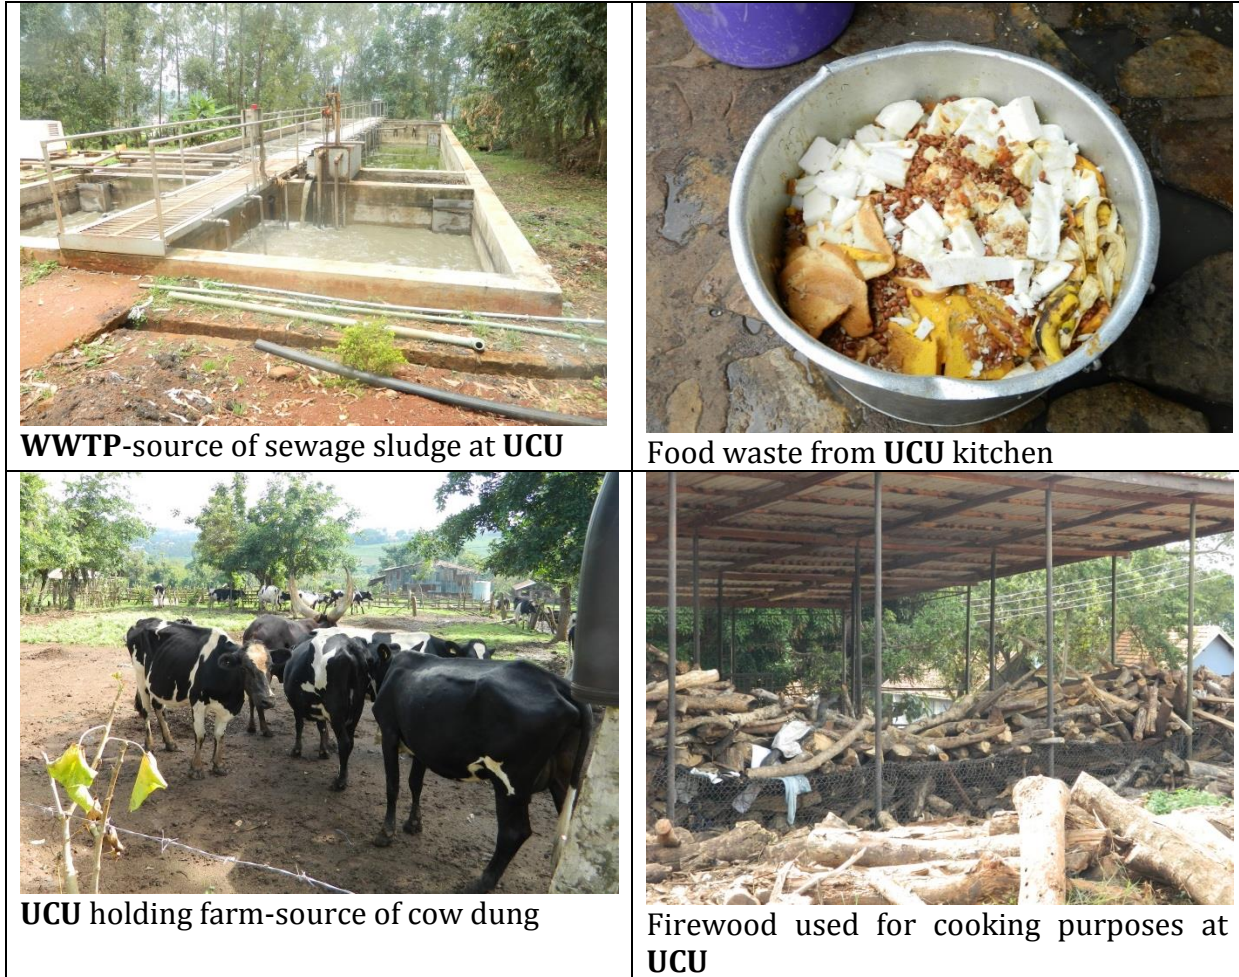 WWTP-source of sewage sludge at UCU
Food waste from UCU kitchen
UCU holding farm-source of cow dung
Firewood used for cooking purposes at
UCU